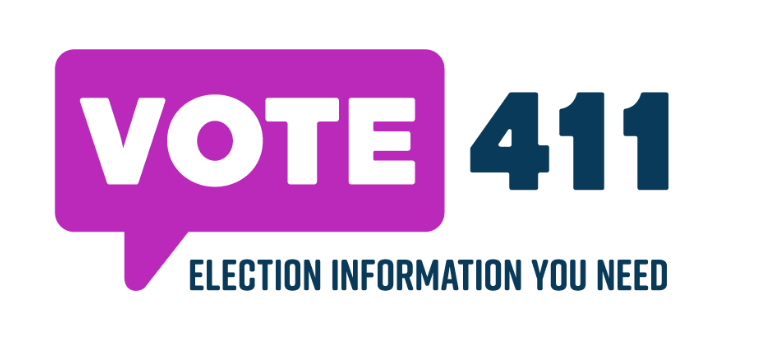 VOTE 411
ELECTION INFORMATION YOU NEED